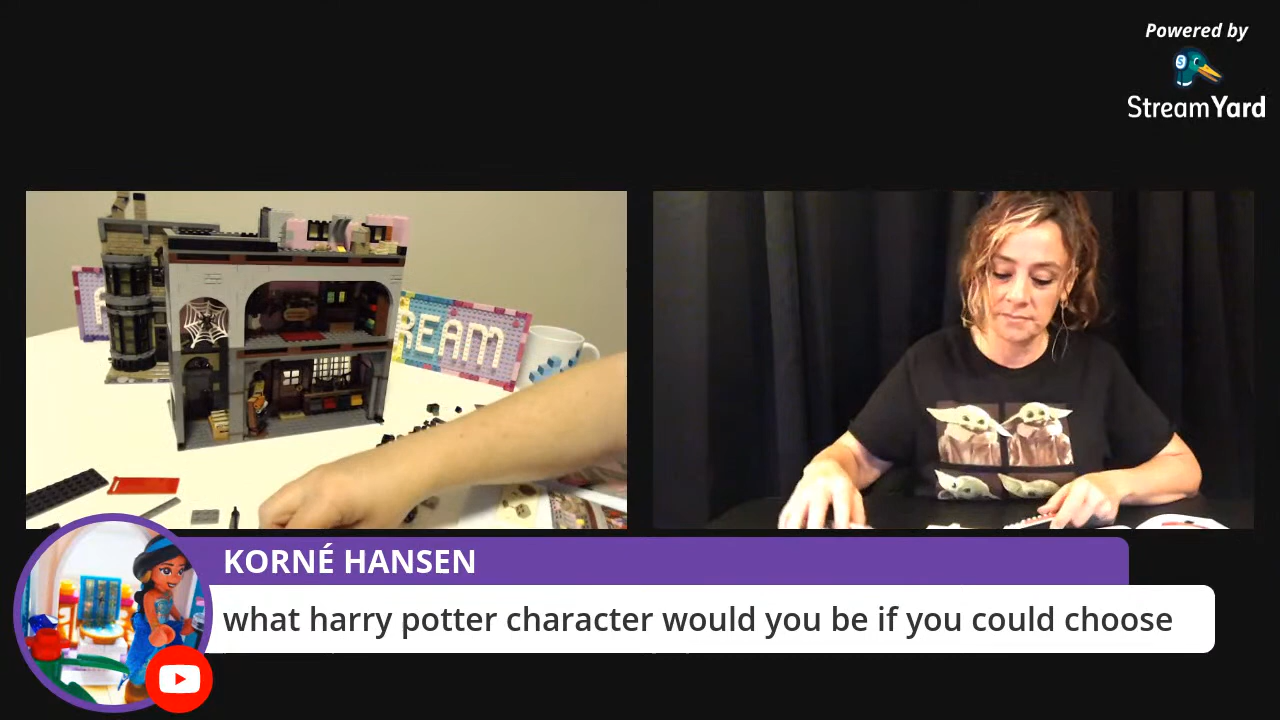 Powered by
S
StreamYard
REAM
KORNÉ HANSEN
what harry potter character would you be if you could choose